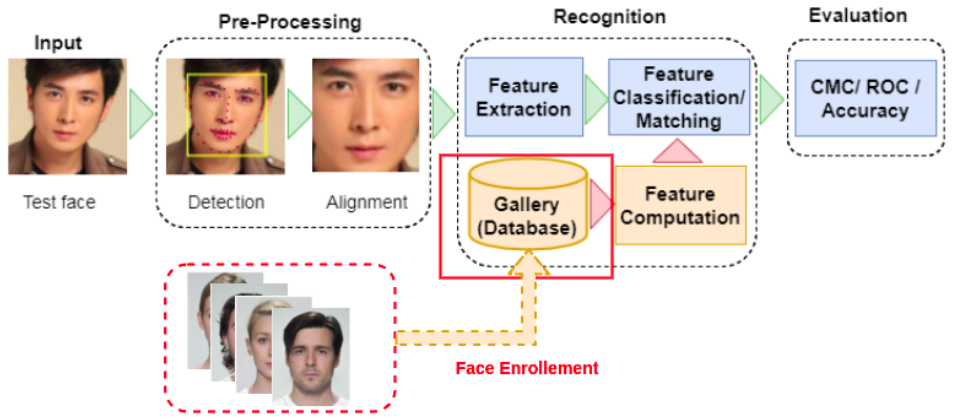 Input
Pre-Processing
Recognition
Evaluation
Test face
Detection
Alignment
Feature
Extraction
Feature
Classification/
Matching
CMC/ ROC /
Accuracy
Gallery
(Database)
Feature
Computation
Face Enrollement